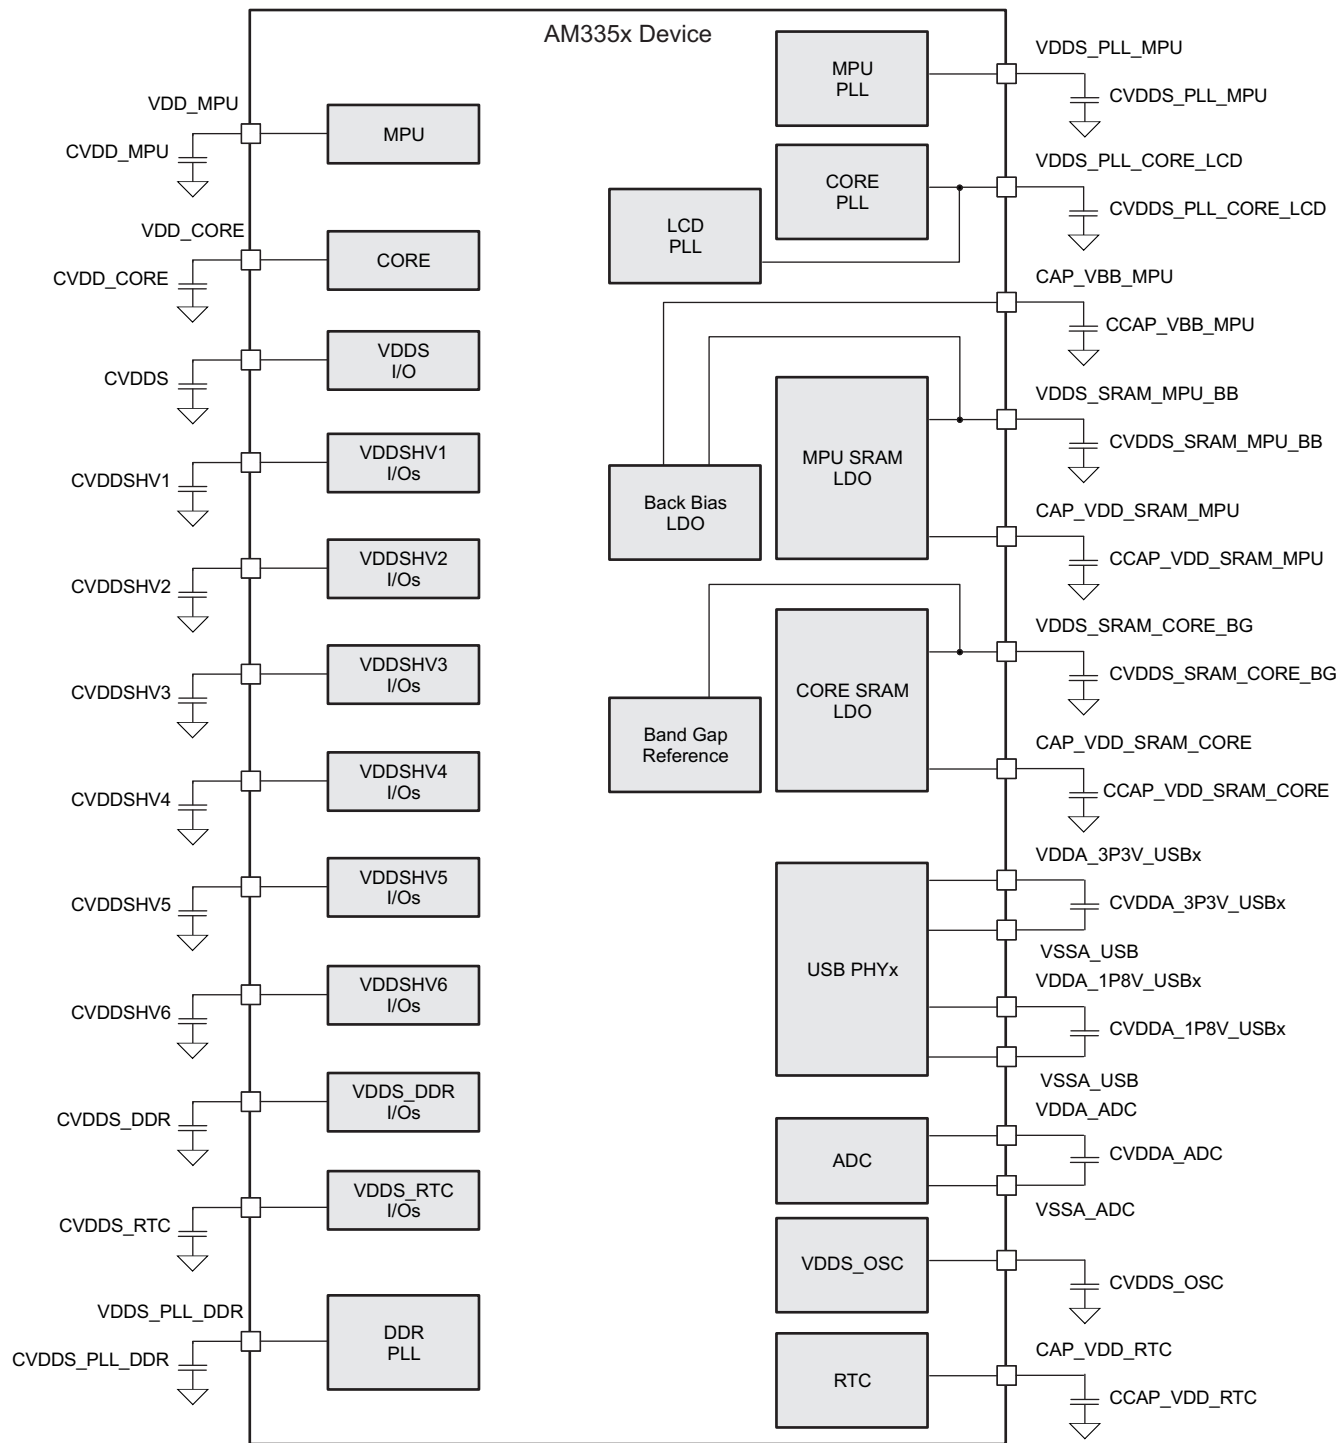 AM335x Device
VDD_MPU
CVDD_MPU
MPU
VDD_CORE
CVDD_CORE
CORE
CVDDS
VDDS
I/O
CVDDSHV1
VDDSHV1
I/Os
CVDDSHV2
VDDSHV2
I/Os
CVDDSHV3
VDDSHV3
I/Os
CVDDSHV4
VDDSHV4
I/Os
CVDDSHV5
VDDSHV5
I/Os
CVDDSHV6
VDDSHV6
I/Os
CVDDS_DDR
VDDS_DDR
I/Os
CVDDS_RTC
VDDS_RTC
I/Os
VDDS_PLL_DDR
CVDDS_PLL_DDR
DDR
PLL
MPU
PLL
VDDS_PLL_MPU
CVDDS_PLL_MPU
CORE
PLL
LCD
PLL
VDDS_PLL_CORE_LCD
CVDDS_PLL_CORE_LCD
CAP_VBB_MPU
CCAP_VBB_MPU
Back Bias
LDO
MPU SRAM
LDO
VDDS_SRAM_MPU_BB
CVDDS_SRAM_MPU_BB
CAP_VDD_SRAM_MPU
CCAP_VDD_SRAM_MPU
Band Gap
Reference
CORE SRAM
LDO
VDDS_SRAM_CORE_BG
CVDDS_SRAM_CORE_BG
CAP_VDD_SRAM_CORE
CCAP_VDD_SRAM_CORE
USB PHYx
VDDA_3P3V_USBx
CVDDA_3P3V_USBx
VSSA_USB
VDDA_1P8V_USBx
CVDDA_1P8V_USBx
VSSA_USB
ADC
VDDA_ADC
CVDDA_ADC
VSSA_ADC
VDDS_OSC
CVDDS_OSC
RTC
CAP_VDD_RTC
CCAP_VDD_RTC